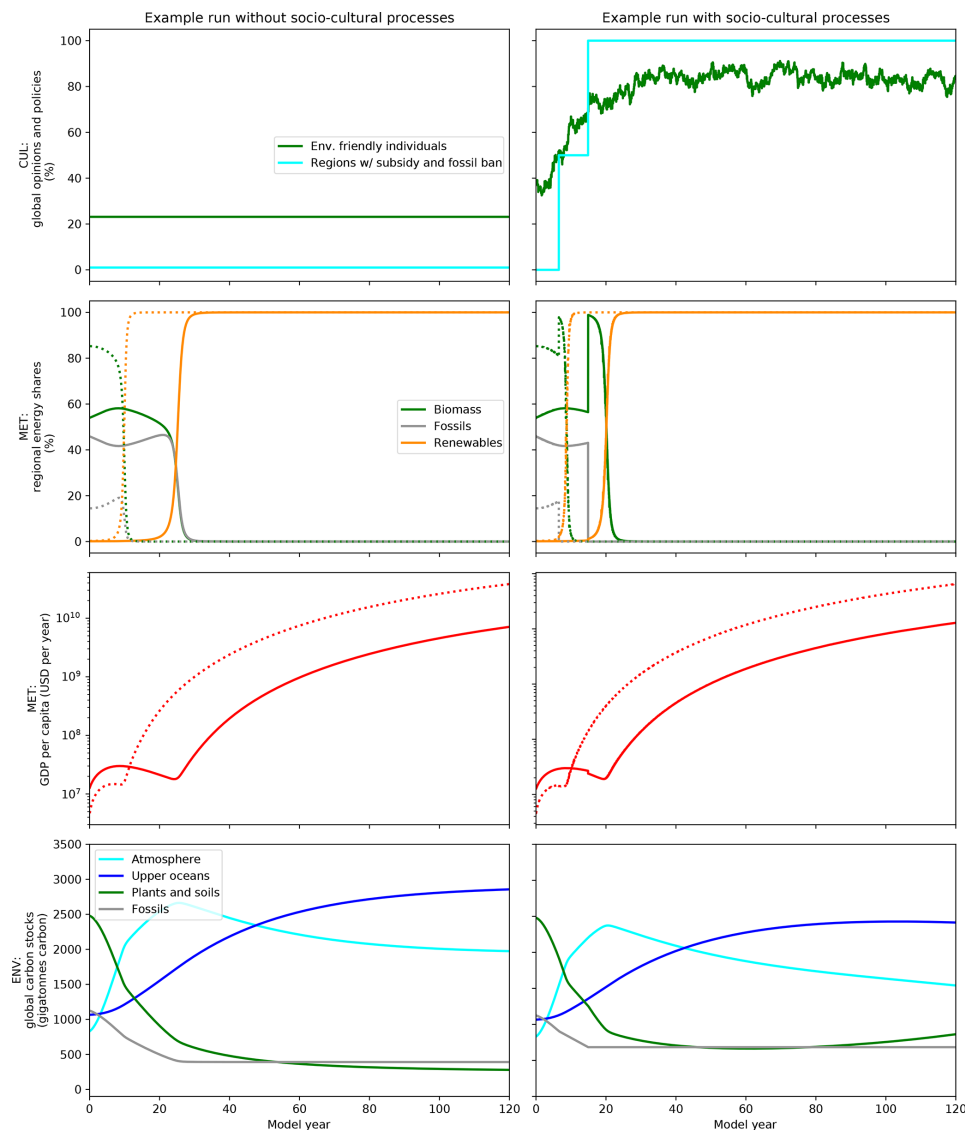 Example run without socio-cultural processes
Example run with socio-cultural processes
CUL:
global opinions and policies
(%)
100
80
60
40
20
0
Env. friendly individuals
Regions w/ subsidy and fossil ban
MET:
regional energy shares
(%)
100
80
60
40
20
0
Biomass
Fossils
Renewables
MET:
GDP per capita (USD per year)
10¹⁰
10⁹
10⁸
10⁷
ENV:
global carbon stocks
(gigatonnes carbon)
3500
3000
2500
2000
1500
1000
500
0
Atmosphere
Upper oceans
Plants and soils
Fossils
0 20 40 60 80 100 120
0 20 40 60 80 100 120
Model year
Model year